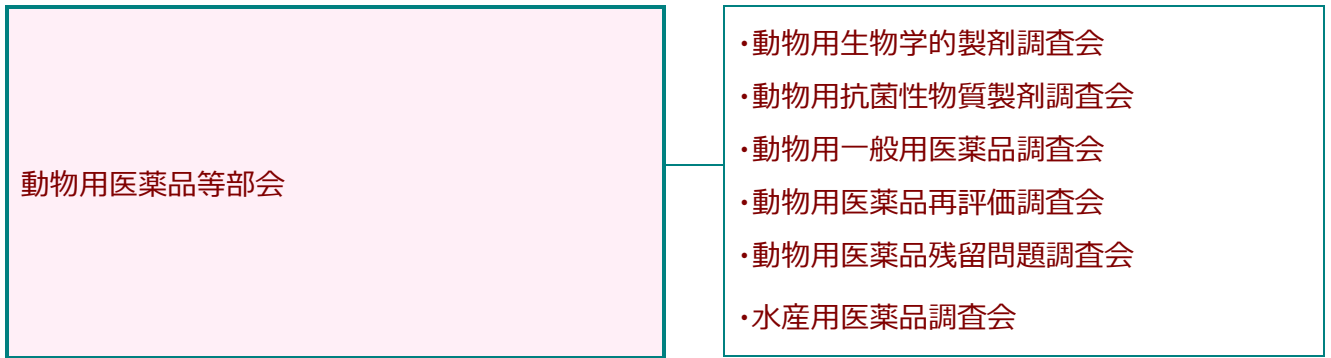 動物用医薬品等部会
・動物用生物学的製剤調査会
・動物用抗菌性物質製剤調査会
・動物用一般用医薬品調査会
・動物用医薬品再評価調査会
・動物用医薬品残留問題調査会
・水産用医薬品調査会